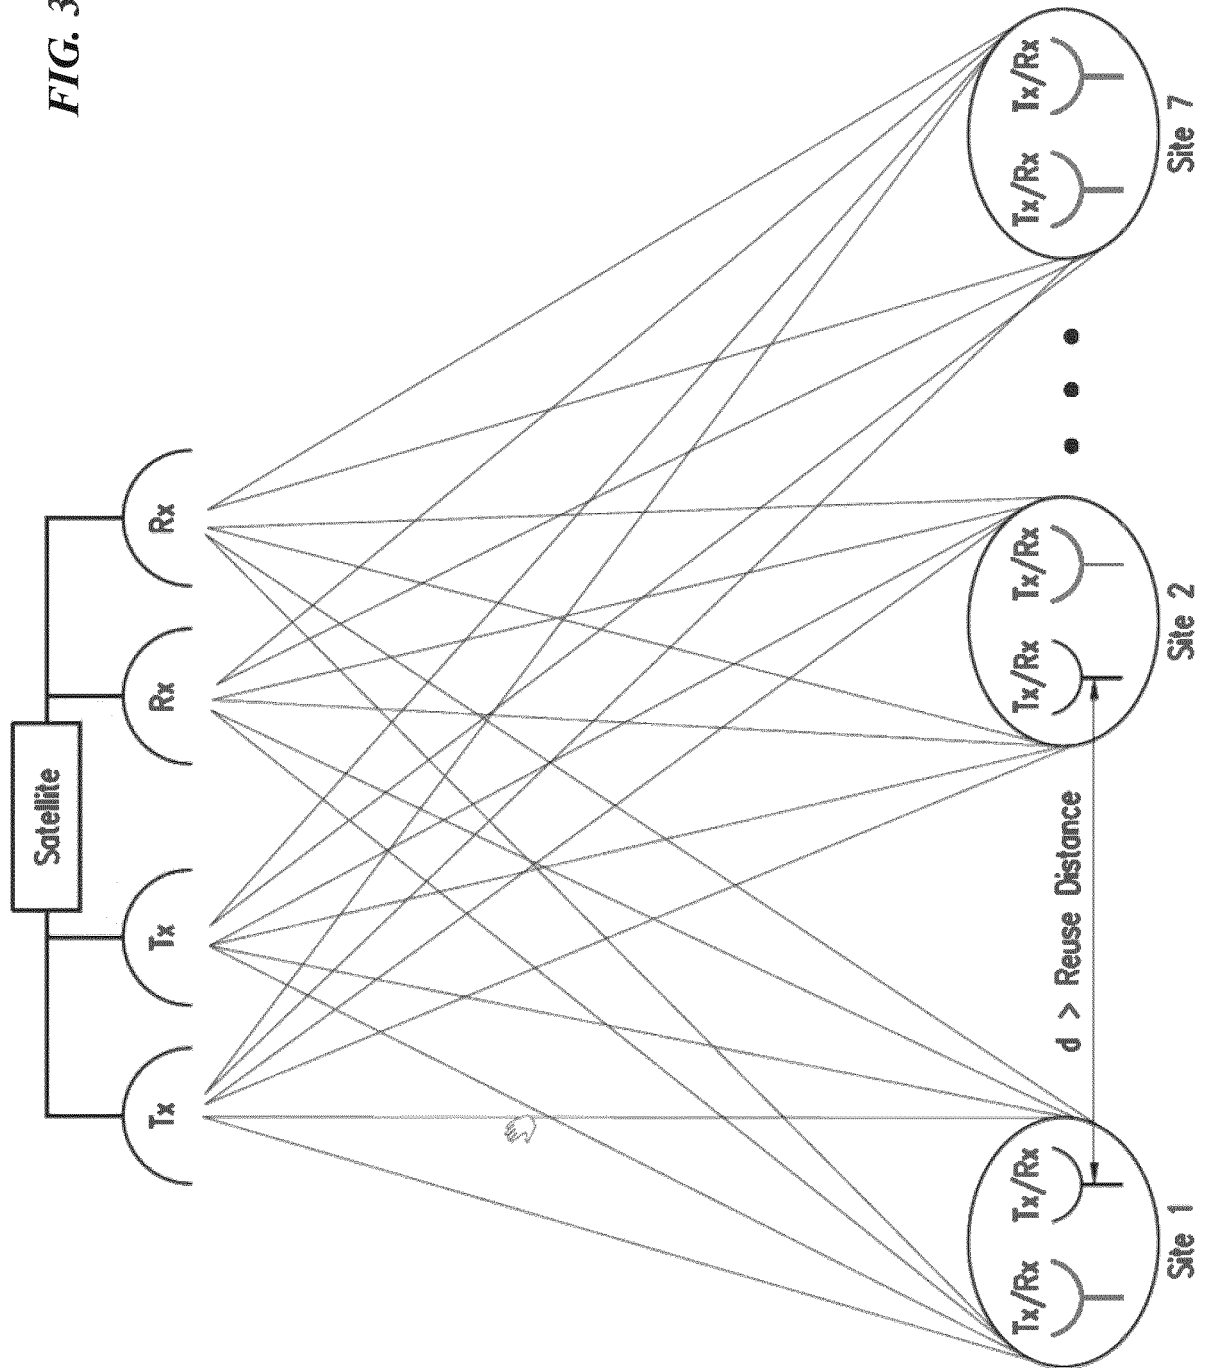 FIG. 3
Satellite
Tx
Tx
Rx
Rx
d > Reuse Distance
Tx/Rx
Tx/Rx
Tx/Rx
Tx/Rx
Tx/Rx
Tx/Rx
Site 1
Site 2
Site 7